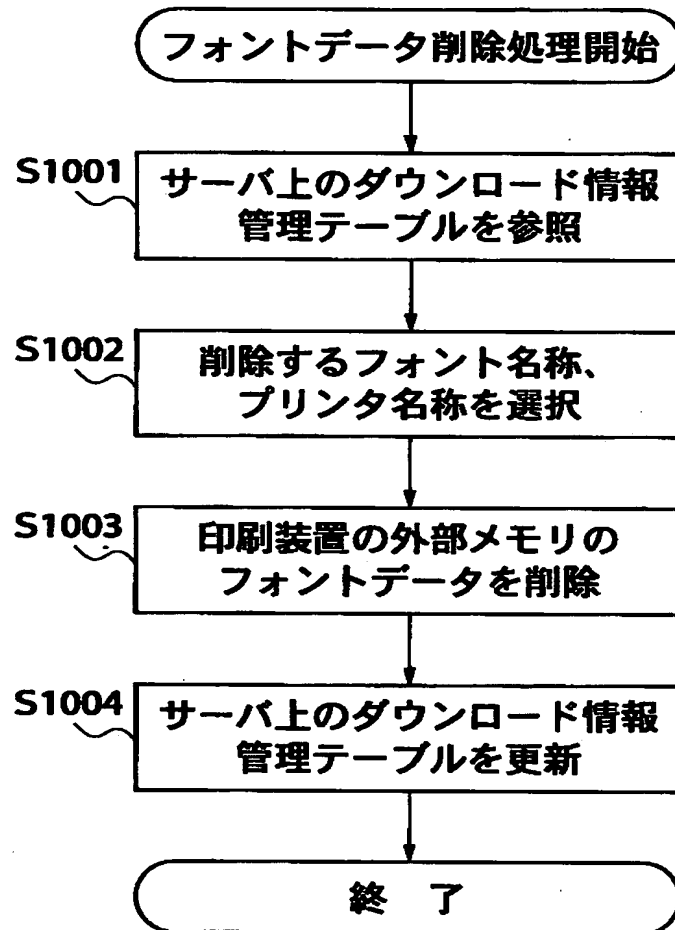 フォントデータ削除処理開始
S1001
サーバ上のダウンロード情報
管理テーブルを参照
S1002
削除するフォント名称、
プリンタ名称を選択
S1003
印刷装置の外部メモリの
フォントデータを削除
S1004
サーバ上のダウンロード情報
管理テーブルを更新
終 了